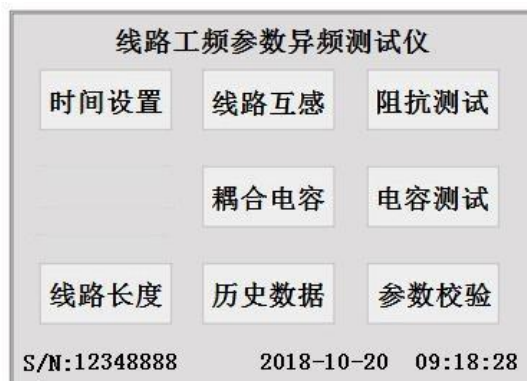 线路工频参数异频测试仪
时间设置 线路互感 阻抗测试
耦合电容 电容测试
线路长度 历史数据 参数校验
S/N:12348888 2018-10-20 09:18:28